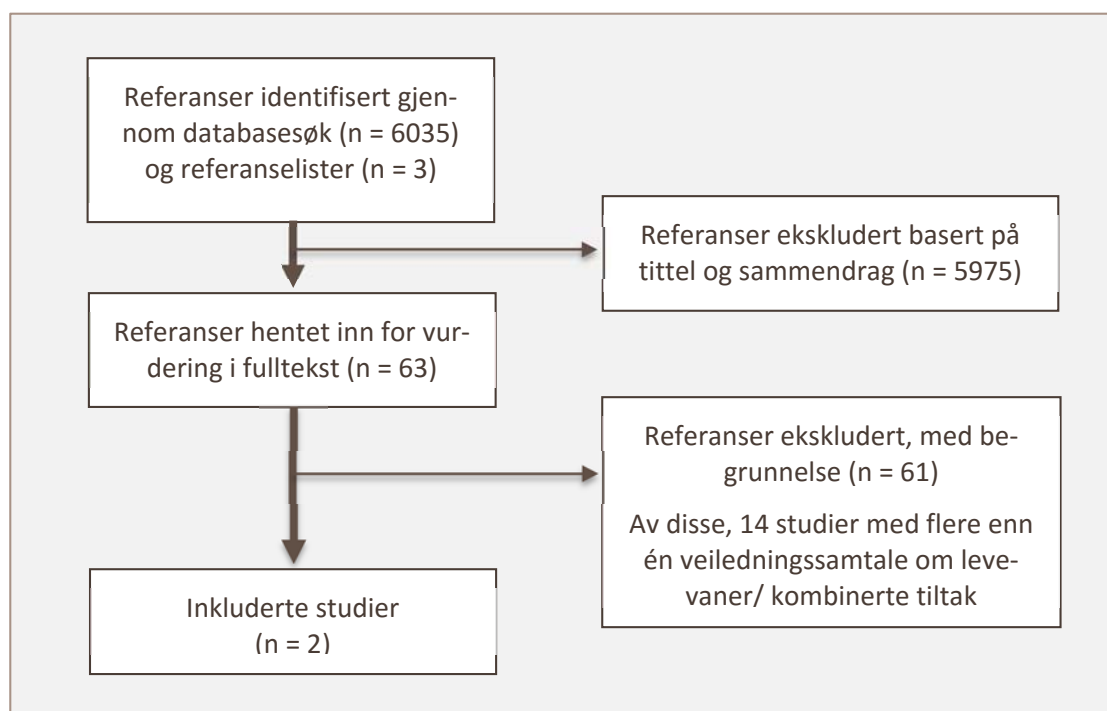 Referanser identifisert gjen-
nom databasesøk (n = 6035)
og referanselister (n = 3)
Referanser ekskludert basert på
tittel og sammendrag (n = 5975)
Referanser hentet inn for vur-
dering i fulltekst (n = 63)
Referanser ekskludert, med be-
grunnelse (n = 61)
Av disse, 14 studier med flere enn
én veiledningssamtale om leve-
vaner/ kombinerte tiltak
Inkluderte studier
(n = 2)